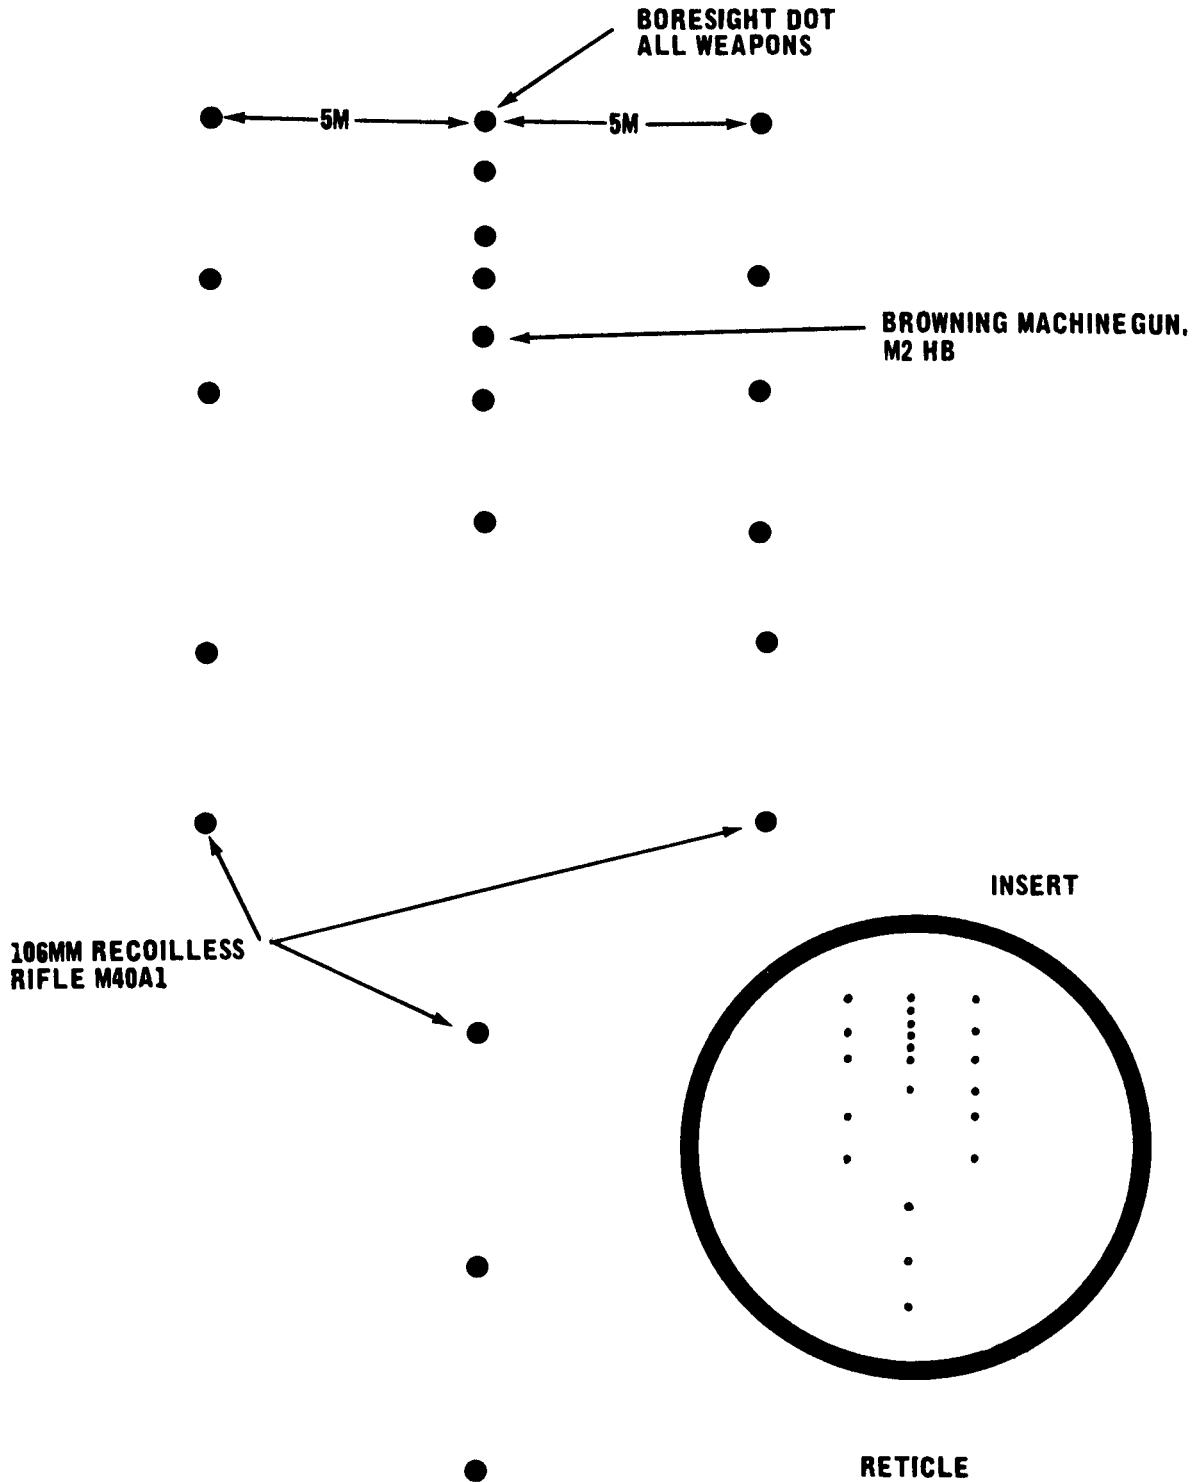 BORESIGHT DOT
ALL WEAPONS
5M
5M
BROWNING MACHINEGUN,
M2 HB
106MM RECOILLESS
RIFLE M40A1
INSERT
RETICLE